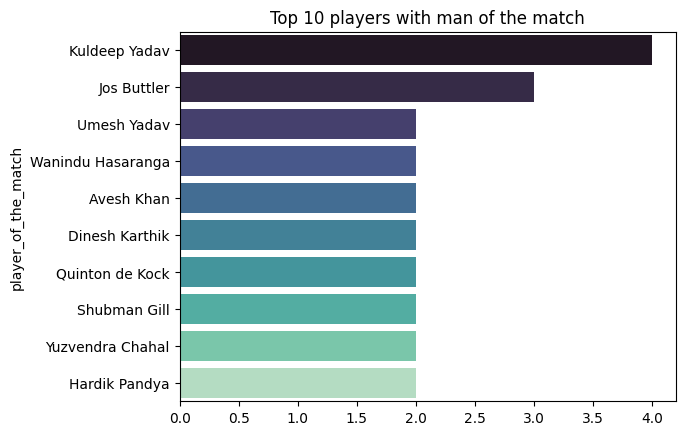 Top 10 players with man of the match
player_of_the_match
Kuldeep Yadav
Jos Buttler
Umesh Yadav
Wanindu Hasaranga
Avesh Khan
Dinesh Karthik
Quinton de Kock
Shubman Gill
Yuzvendra Chahal
Hardik Pandya
0.0 0.5 1.0 1.5 2.0 2.5 3.0 3.5 4.0